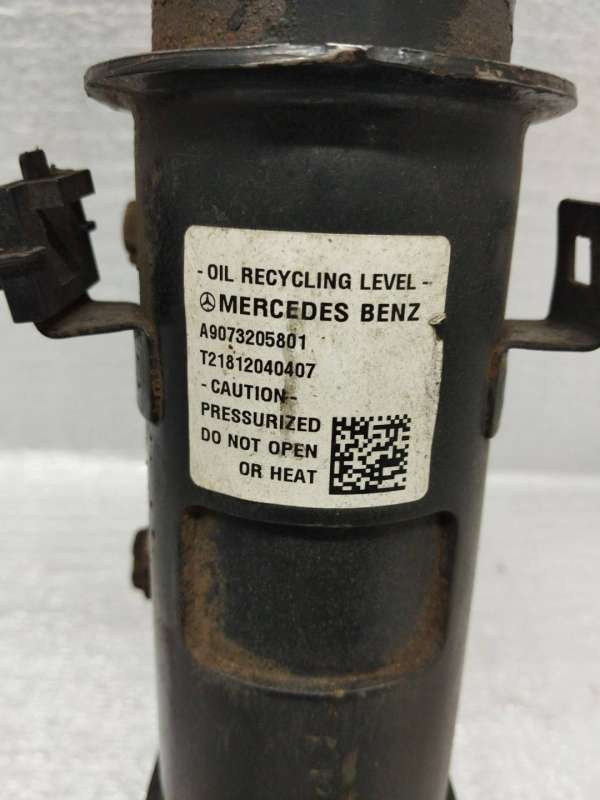 - OIL RECYCLING LEVEL -
MERCEDES BENZ
A9073205801
T21812040407
- CAUTION -
PRESSURIZED
DO NOT OPEN
OR HEAT